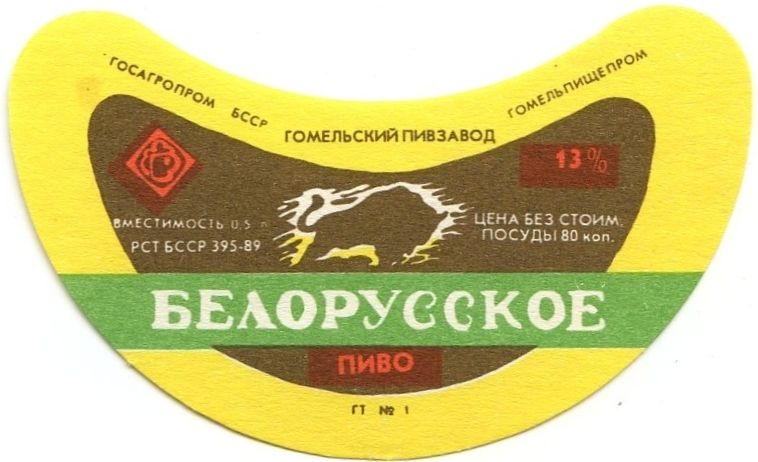 ГОСАГРОПРОМ БССР
ГОМЕЛЬПИЩЕПРОМ
ГОМЕЛЬСКИЙ ПИВЗАВОД
13%
ВМЕСТИМОСТЬ 0,5 л
РСТ БССР 395-89
ЦЕНА БЕЗ СТОИМ.
ПОСУДЫ 80 коп.
БЕЛОРУССКОЕ
ПИВО
ГТ № 1